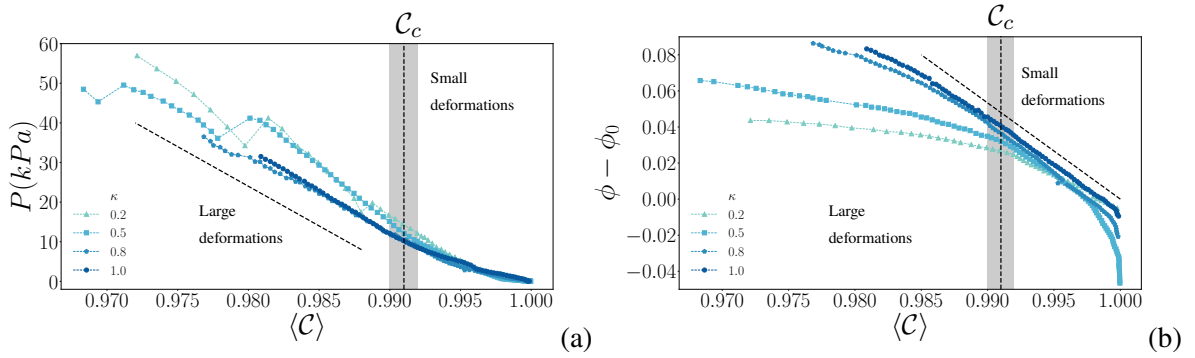 𝒞c
P(kPa)
60
50
40
30
20
10
0
Small
deformations
Large
deformations
κ
0.2
0.5
0.8
1.0
0.970 0.975 0.980 0.985 0.990 0.995 1.000
⟨𝒞⟩
(a)
𝒞c
ϕ − ϕ0
0.08
0.06
0.04
0.02
0.00
−0.02
−0.04
Small
deformations
Large
deformations
κ
0.2
0.5
0.8
1.0
0.970 0.975 0.980 0.985 0.990 0.995 1.000
⟨𝒞⟩
(b)